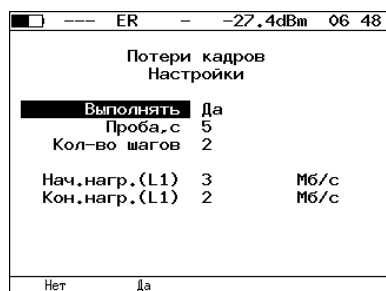 --- ER - -27.4dBm 06 48
Потери кадров
Настройки
Выполнять Да
Проба,с 5
Кол-во шагов 2
Нач.нагр.(L1) 3 Мб/с
Кон.нагр.(L1) 2 Мб/с
Нет Да